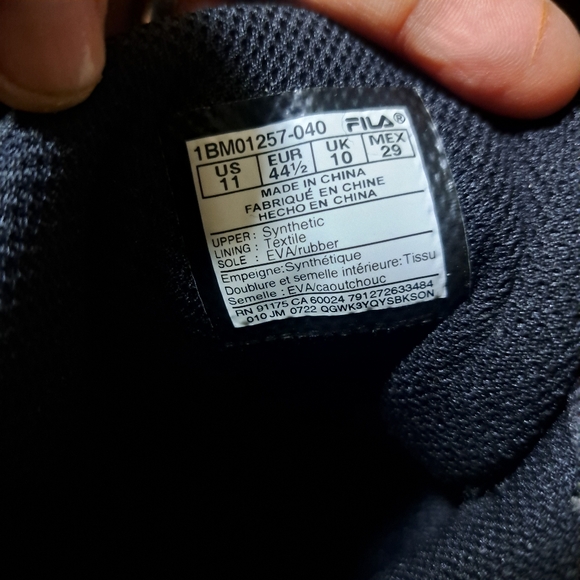 1BM01257-040 FILA®
US 11 EUR 44½ UK 10 MEX 29
MADE IN CHINA
FABRIQUÉ EN CHINE
HECHO EN CHINA
UPPER: Synthetic
LINING: Textile
SOLE : EVA/rubber
Empeigne:Synthétique
Doublure et semelle intérieure:Tissu
Semelle : EVA/caoutchouc
RN 91175 CA 60024 791272633484
010 JM 0722 QGWK3YQYSBKSON